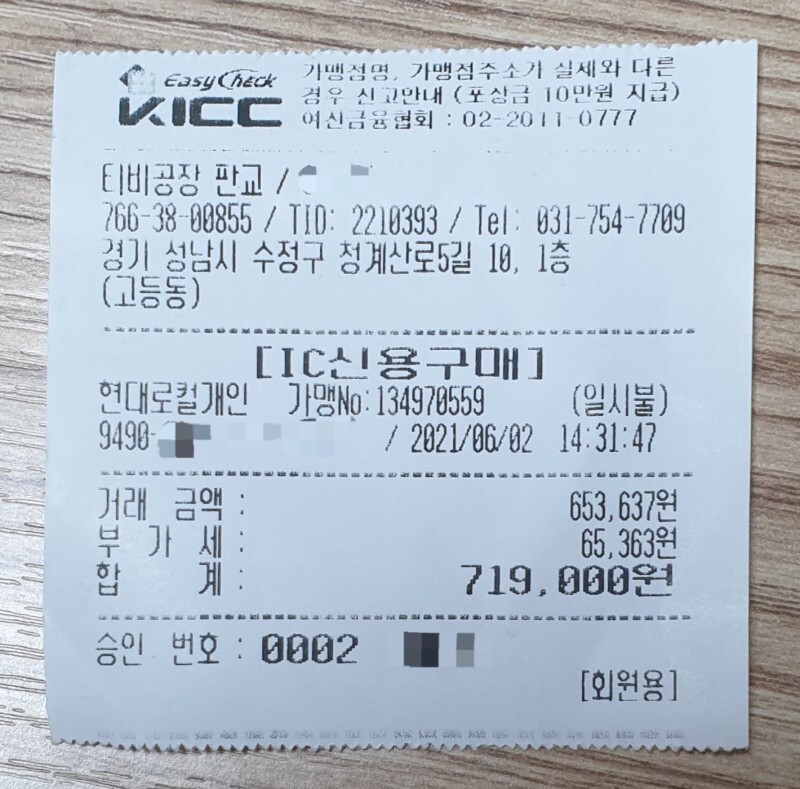 EasyCheck
KICC
가맹점명, 가맹점주소가 실제와 다른
경우 신고안내 (포상금 10만원 지급)
여신금융협회 : 02-2011-0777
티비공장 판교 /
766-38-00855 / TID: 2210393 / Tel: 031-754-7709
경기 성남시 수정구 청계산로5길 10, 1층
(고등동)
[IC신용구매]
현대로컬개인 가맹No:134970559 (일시불)
9490- / 2021/06/02 14:31:47
거래 금액 : 653,637원
부 가 세 : 65,363원
합 계 : 719,000원
승인 번호 : 0002
[회원용]